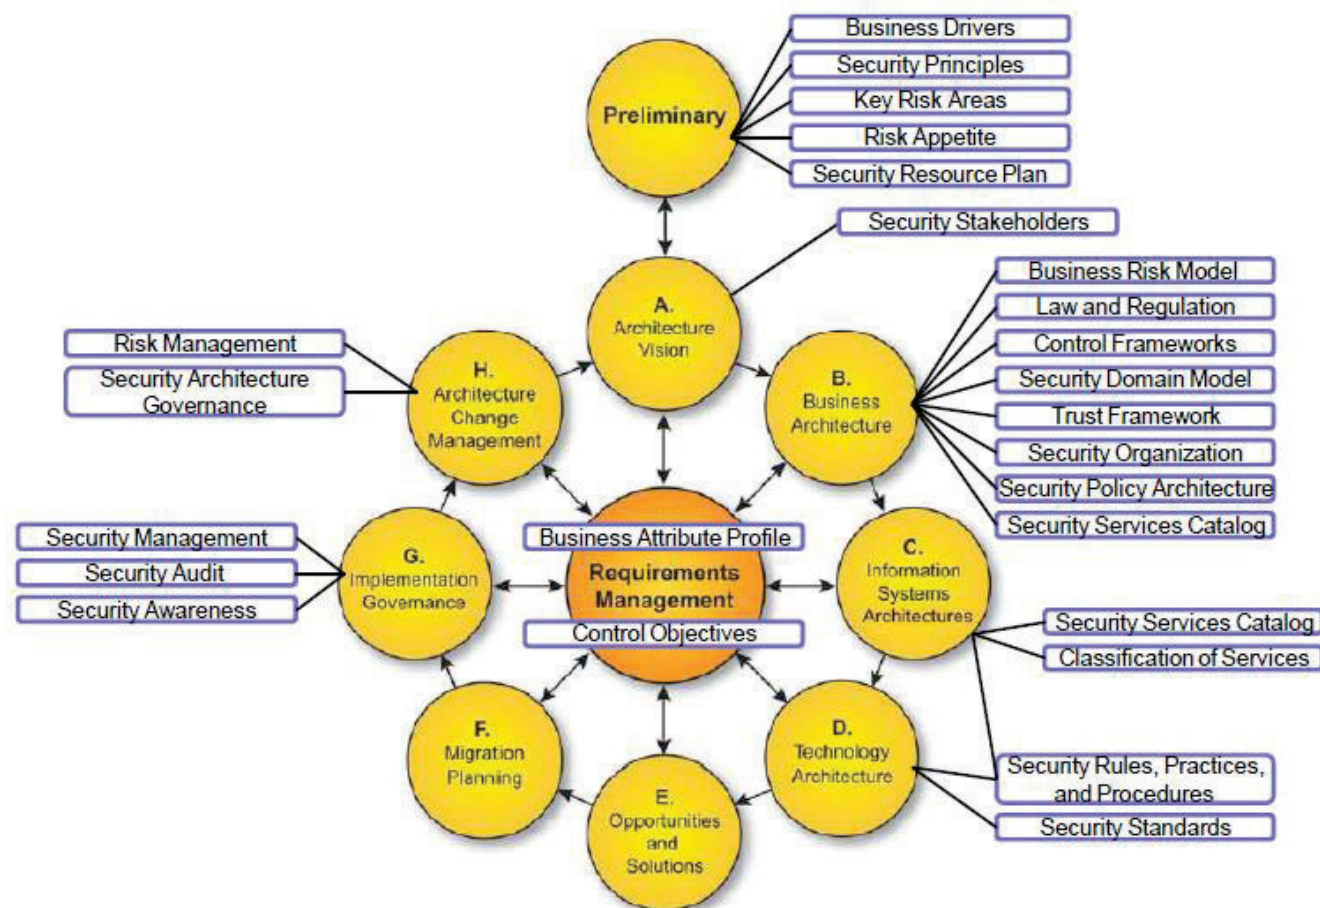 Business Drivers
Security Principles
Key Risk Areas
Risk Appetite
Security Resource Plan
Preliminary
Security Stakeholders
A.
Architecture
Vision
Business Risk Model
Law and Regulation
Control Frameworks
Security Domain Model
Trust Framework
Security Organization
Security Policy Architecture
Security Services Catalog
B.
Business
Architecture
Risk Management
Security Architecture
Governance
H.
Architecture
Change
Management
Business Attribute Profile
Requirements
Management
Control Objectives
Security Management
Security Audit
Security Awareness
G.
Implementation
Governance
C.
Information
Systems
Architectures
Security Services Catalog
Classification of Services
D.
Technology
Architecture
Security Rules, Practices,
and Procedures
Security Standards
F.
Migration
Planning
E.
Opportunities
and
Solutions